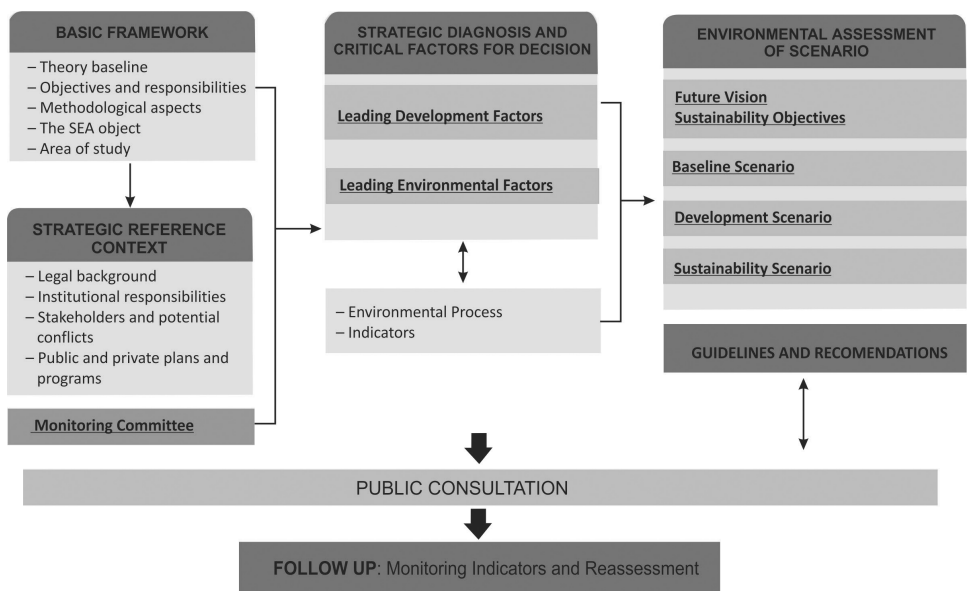 BASIC FRAMEWORK
– Theory baseline
– Objectives and responsibilities
– Methodological aspects
– The SEA object
– Area of study
STRATEGIC REFERENCE
CONTEXT
– Legal background
– Institutional responsibilities
– Stakeholders and potential
conflicts
– Public and private plans and
programs
Monitoring Committee
STRATEGIC DIAGNOSIS AND
CRITICAL FACTORS FOR DECISION
Leading Development Factors
Leading Environmental Factors
– Environmental Process
– Indicators
ENVIRONMENTAL ASSESSMENT
OF SCENARIO
Future Vision
Sustainability Objectives
Baseline Scenario
Development Scenario
Sustainability Scenario
GUIDELINES AND RECOMENDATIONS
PUBLIC CONSULTATION
FOLLOW UP: Monitoring Indicators and Reassessment